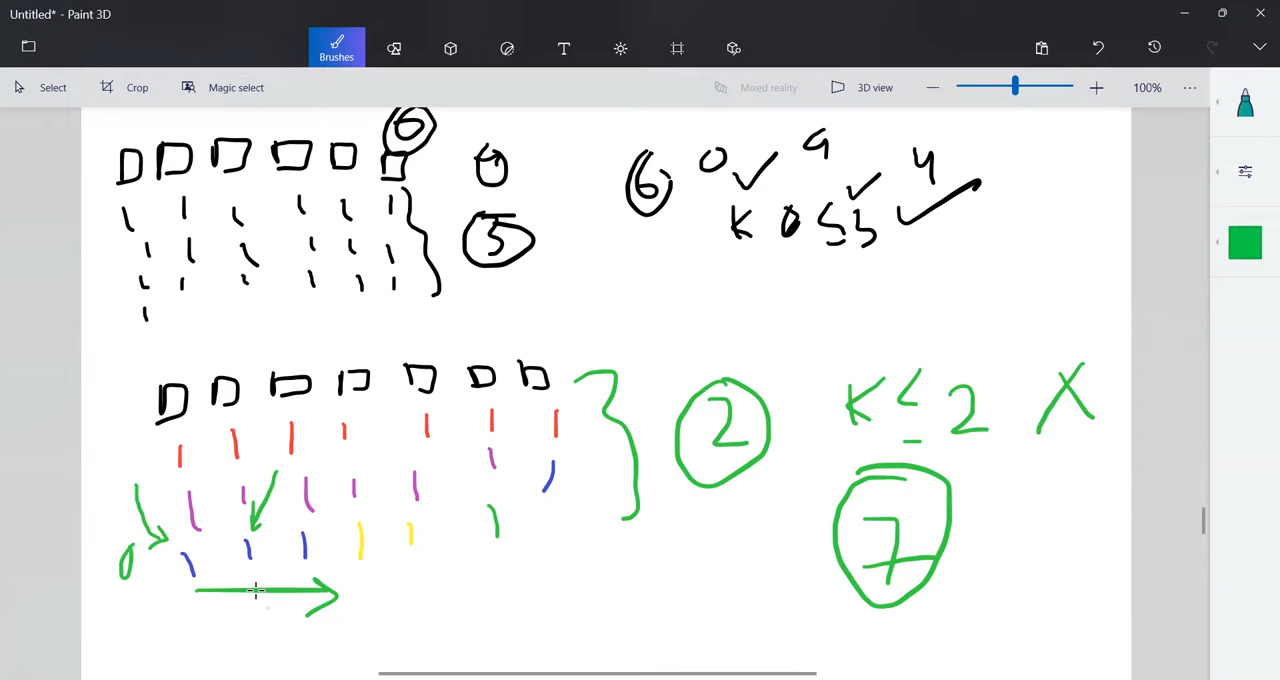 Untitled* - Paint 3D
Brushes
Select Crop Magic select Mixed reality 3D view 100%
6
6 0 9 4
5
K 0 5 5
2
K ≤ 2 X
7
0